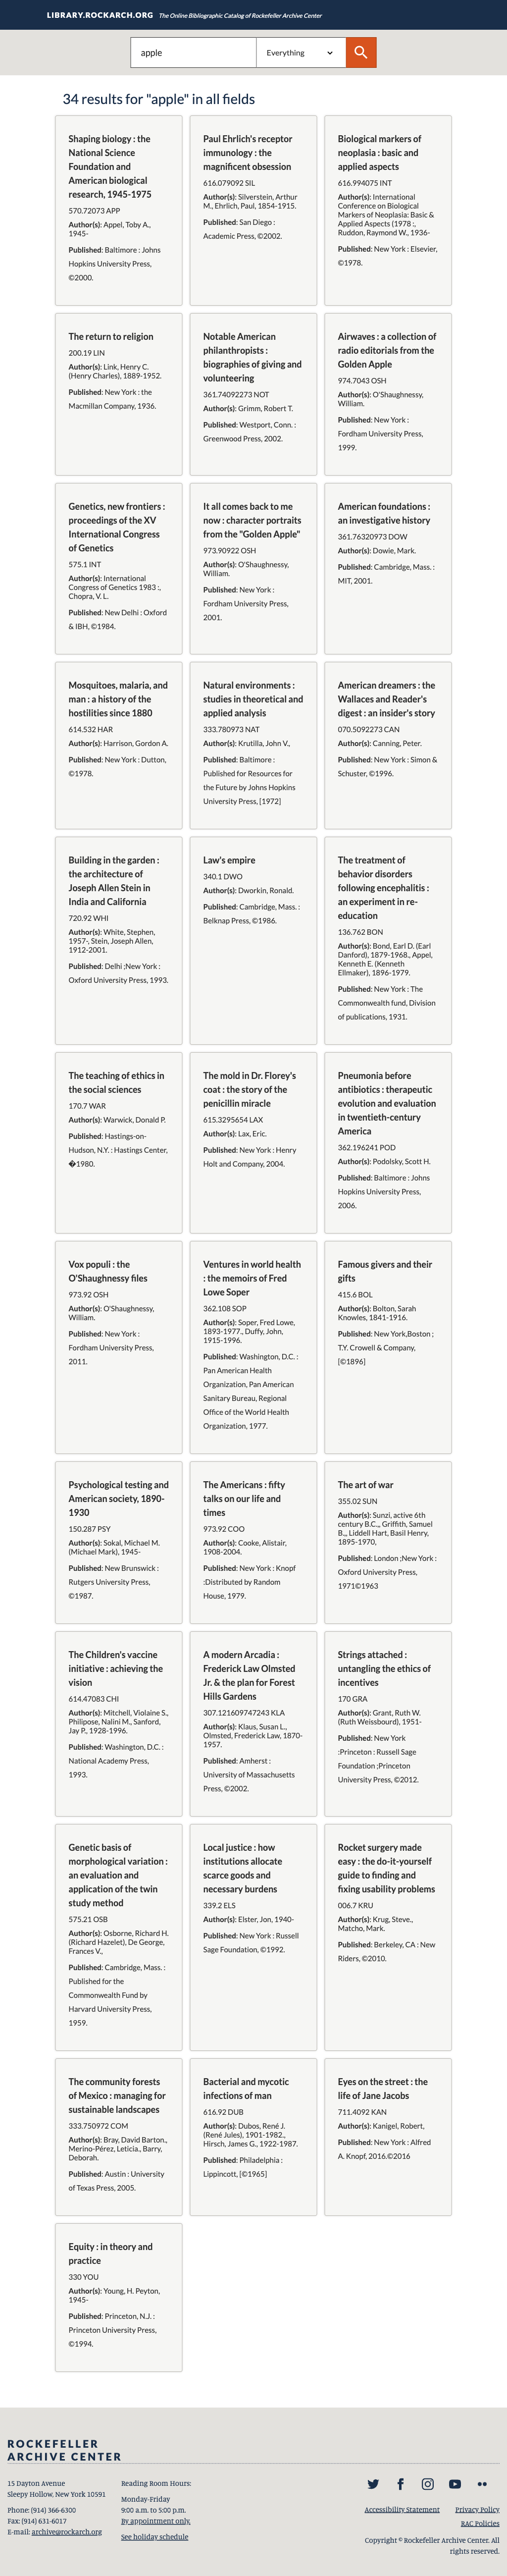 LIBRARY.ROCKARCH.ORG The Online Bibliographic Catalog of Rockefeller Archive Center
apple Everything
34 results for "apple" in all fields
Shaping biology : the
National Science
Foundation and
American biological
research, 1945-1975
570.72073 APP
Author(s): Appel, Toby A.,
1945-
Published: Baltimore : Johns
Hopkins University Press,
©2000.
Paul Ehrlich's receptor
immunology : the
magnificent obsession
616.079092 SIL
Author(s): Silverstein, Arthur
M., Ehrlich, Paul, 1854-1915.
Published: San Diego :
Academic Press, ©2002.
Biological markers of
neoplasia : basic and
applied aspects
616.994075 INT
Author(s): International
Conference on Biological
Markers of Neoplasia: Basic &
Applied Aspects (1978 :,
Ruddon, Raymond W., 1936-
Published: New York : Elsevier,
©1978.
The return to religion
200.19 LIN
Author(s): Link, Henry C.
(Henry Charles), 1889-1952.
Published: New York : the
Macmillan Company, 1936.
Notable American
philanthropists :
biographies of giving and
volunteering
361.74092273 NOT
Author(s): Grimm, Robert T.
Published: Westport, Conn. :
Greenwood Press, 2002.
Airwaves : a collection of
radio editorials from the
Golden Apple
974.7043 OSH
Author(s): O'Shaughnessy,
William.
Published: New York :
Fordham University Press,
1999.
Genetics, new frontiers :
proceedings of the XV
International Congress
of Genetics
575.1 INT
Author(s): International
Congress of Genetics 1983 :,
Chopra, V. L.
Published: New Delhi : Oxford
& IBH, ©1984.
It all comes back to me
now : character portraits
from the "Golden Apple"
973.90922 OSH
Author(s): O'Shaughnessy,
William.
Published: New York :
Fordham University Press,
2001.
American foundations :
an investigative history
361.76320973 DOW
Author(s): Dowie, Mark.
Published: Cambridge, Mass. :
MIT, 2001.
Mosquitoes, malaria, and
man : a history of the
hostilities since 1880
614.532 HAR
Author(s): Harrison, Gordon A.
Published: New York : Dutton,
©1978.
Natural environments :
studies in theoretical and
applied analysis
333.780973 NAT
Author(s): Krutilla, John V.,
Published: Baltimore :
Published for Resources for
the Future by Johns Hopkins
University Press, [1972]
American dreamers : the
Wallaces and Reader's
digest : an insider's story
070.5092273 CAN
Author(s): Canning, Peter.
Published: New York : Simon &
Schuster, ©1996.
Building in the garden :
the architecture of
Joseph Allen Stein in
India and California
720.92 WHI
Author(s): White, Stephen,
1957-, Stein, Joseph Allen,
1912-2001.
Published: Delhi ;New York :
Oxford University Press, 1993.
Law's empire
340.1 DWO
Author(s): Dworkin, Ronald.
Published: Cambridge, Mass. :
Belknap Press, ©1986.
The treatment of
behavior disorders
following encephalitis :
an experiment in re-
education
136.762 BON
Author(s): Bond, Earl D. (Earl
Danford), 1879-1968., Appel,
Kenneth E. (Kenneth
Ellmaker), 1896-1979.
Published: New York : The
Commonwealth fund, Division
of publications, 1931.
The teaching of ethics in
the social sciences
170.7 WAR
Author(s): Warwick, Donald P.
Published: Hastings-on-
Hudson, N.Y. : Hastings Center,
�1980.
The mold in Dr. Florey's
coat : the story of the
penicillin miracle
615.3295654 LAX
Author(s): Lax, Eric.
Published: New York : Henry
Holt and Company, 2004.
Pneumonia before
antibiotics : therapeutic
evolution and evaluation
in twentieth-century
America
362.196241 POD
Author(s): Podolsky, Scott H.
Published: Baltimore : Johns
Hopkins University Press,
2006.
Vox populi : the
O'Shaughnessy files
973.92 OSH
Author(s): O'Shaughnessy,
William.
Published: New York :
Fordham University Press,
2011.
Ventures in world health
: the memoirs of Fred
Lowe Soper
362.108 SOP
Author(s): Soper, Fred Lowe,
1893-1977., Duffy, John,
1915-1996.
Published: Washington, D.C. :
Pan American Health
Organization, Pan American
Sanitary Bureau, Regional
Office of the World Health
Organization, 1977.
Famous givers and their
gifts
415.6 BOL
Author(s): Bolton, Sarah
Knowles, 1841-1916.
Published: New York,Boston ;
T.Y. Crowell & Company,
[©1896]
Psychological testing and
American society, 1890-
1930
150.287 PSY
Author(s): Sokal, Michael M.
(Michael Mark), 1945-
Published: New Brunswick :
Rutgers University Press,
©1987.
The Americans : fifty
talks on our life and
times
973.92 COO
Author(s): Cooke, Alistair,
1908-2004.
Published: New York : Knopf
:Distributed by Random
House, 1979.
The art of war
355.02 SUN
Author(s): Sunzi, active 6th
century B.C.,, Griffith, Samuel
B.,, Liddell Hart, Basil Henry,
1895-1970,
Published: London ;New York :
Oxford University Press,
1971©1963
The Children's vaccine
initiative : achieving the
vision
614.47083 CHI
Author(s): Mitchell, Violaine S.,
Philipose, Nalini M., Sanford,
Jay P., 1928-1996.
Published: Washington, D.C. :
National Academy Press,
1993.
A modern Arcadia :
Frederick Law Olmsted
Jr. & the plan for Forest
Hills Gardens
307.121609747243 KLA
Author(s): Klaus, Susan L.,
Olmsted, Frederick Law, 1870-
1957.
Published: Amherst :
University of Massachusetts
Press, ©2002.
Strings attached :
untangling the ethics of
incentives
170 GRA
Author(s): Grant, Ruth W.
(Ruth Weissbourd), 1951-
Published: New York
:Princeton : Russell Sage
Foundation ;Princeton
University Press, ©2012.
Genetic basis of
morphological variation :
an evaluation and
application of the twin
study method
575.21 OSB
Author(s): Osborne, Richard H.
(Richard Hazelet), De George,
Frances V.,
Published: Cambridge, Mass. :
Published for the
Commonwealth Fund by
Harvard University Press,
1959.
Local justice : how
institutions allocate
scarce goods and
necessary burdens
339.2 ELS
Author(s): Elster, Jon, 1940-
Published: New York : Russell
Sage Foundation, ©1992.
Rocket surgery made
easy : the do-it-yourself
guide to finding and
fixing usability problems
006.7 KRU
Author(s): Krug, Steve.,
Matcho, Mark.
Published: Berkeley, CA : New
Riders, ©2010.
The community forests
of Mexico : managing for
sustainable landscapes
333.750972 COM
Author(s): Bray, David Barton.,
Merino-Pérez, Leticia., Barry,
Deborah.
Published: Austin : University
of Texas Press, 2005.
Bacterial and mycotic
infections of man
616.92 DUB
Author(s): Dubos, René J.
(René Jules), 1901-1982.,
Hirsch, James G., 1922-1987.
Published: Philadelphia :
Lippincott, [©1965]
Eyes on the street : the
life of Jane Jacobs
711.4092 KAN
Author(s): Kanigel, Robert,
Published: New York : Alfred
A. Knopf, 2016.©2016
Equity : in theory and
practice
330 YOU
Author(s): Young, H. Peyton,
1945-
Published: Princeton, N.J. :
Princeton University Press,
©1994.
ROCKEFELLER
ARCHIVE CENTER
15 Dayton Avenue
Sleepy Hollow, New York 10591
Phone: (914) 366-6300
Fax: (914) 631-6017
E-mail: archive@rockarch.org
Reading Room Hours:
Monday-Friday
9:00 a.m. to 5:00 p.m.
By appointment only.
See holiday schedule
Accessibility Statement Privacy Policy
RAC Policies
Copyright © Rockefeller Archive Center. All
rights reserved.